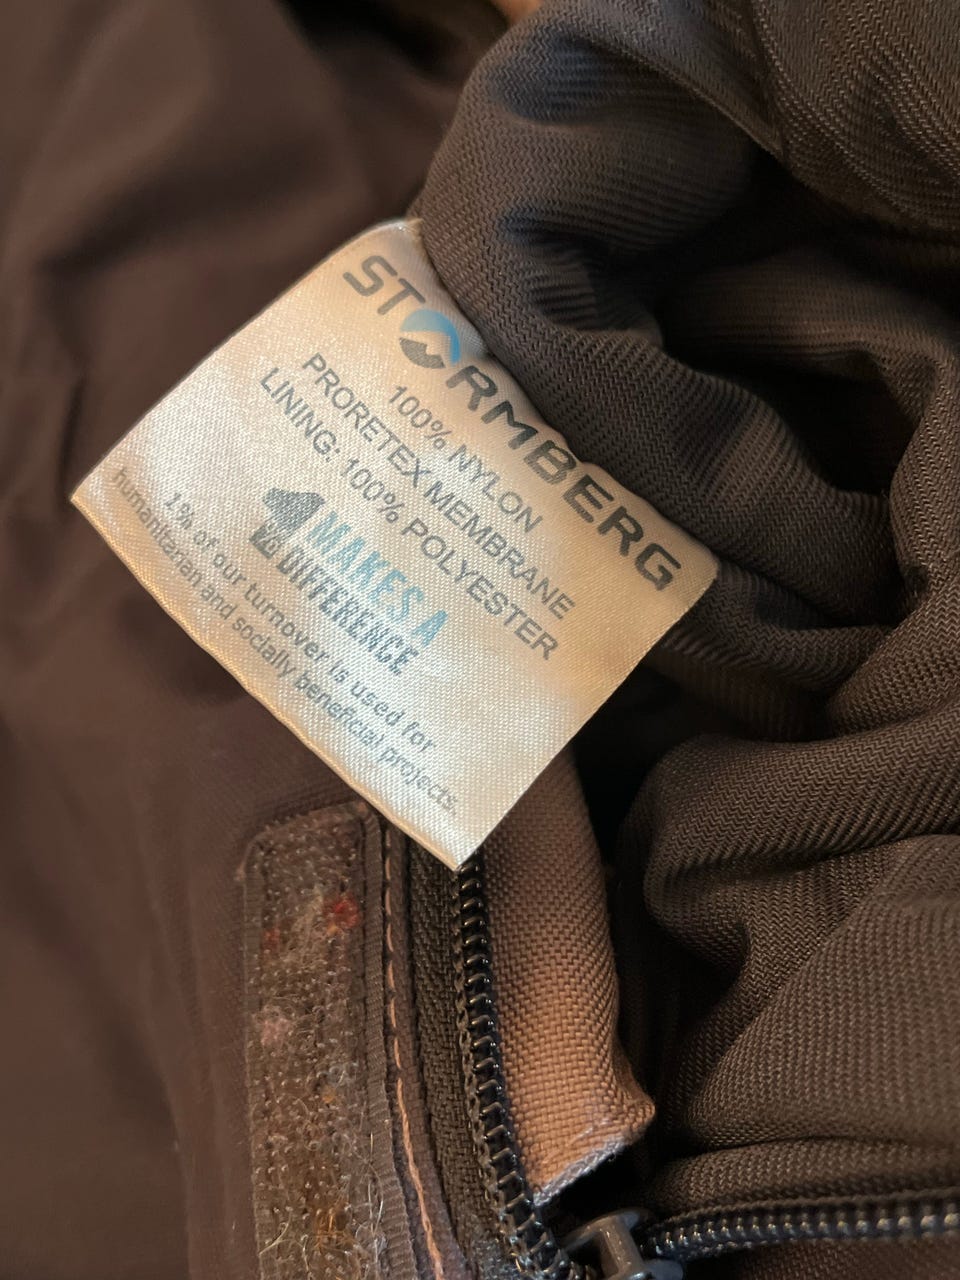 STORMBERG
100% NYLON
PRORETEX MEMBRANE
LINING: 100% POLYESTER
1%
MAKES A
DIFFERENCE
1% of our turnover is used for
humanitarian and socially beneficial projects.